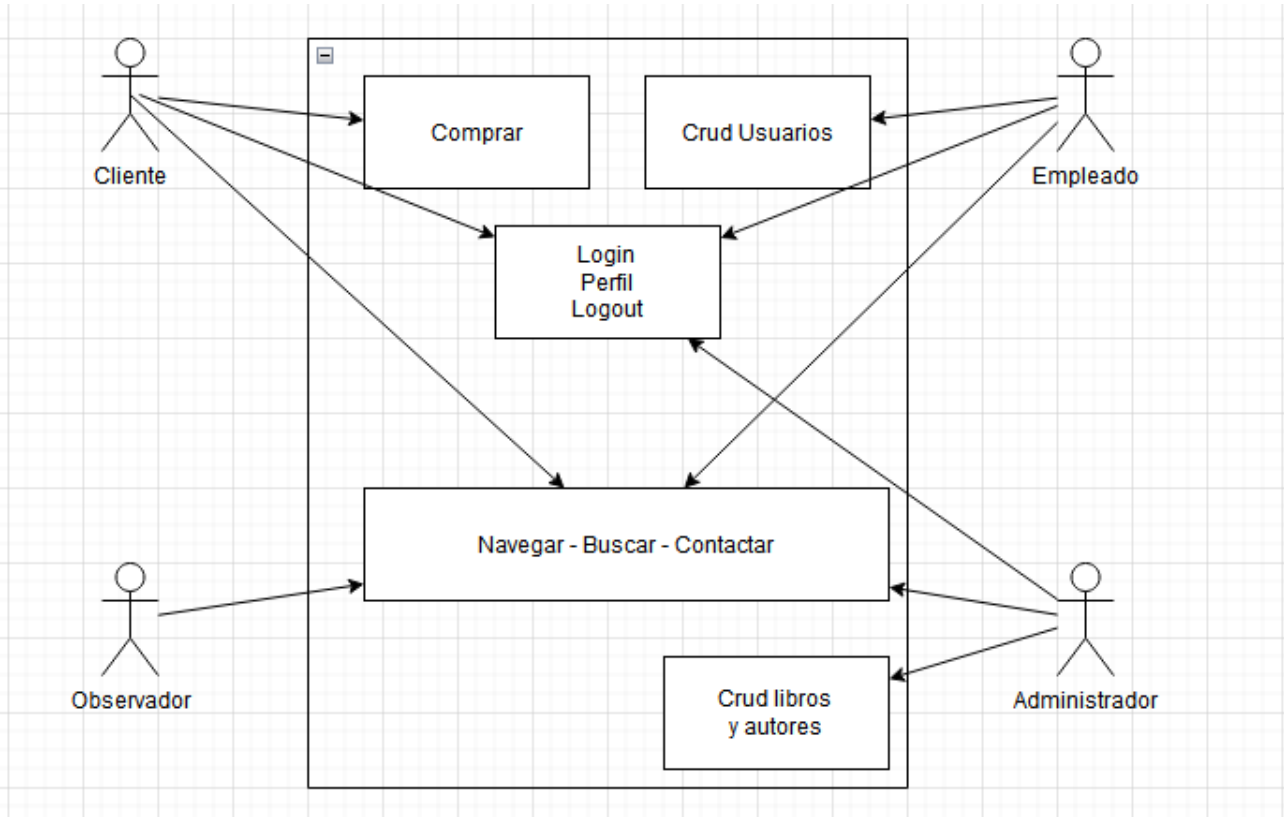 Cliente
Comprar
Crud Usuarios
Empleado
Login
Perfil
Logout
Navegar - Buscar - Contactar
Observador
Crud libros
y autores
Administrador